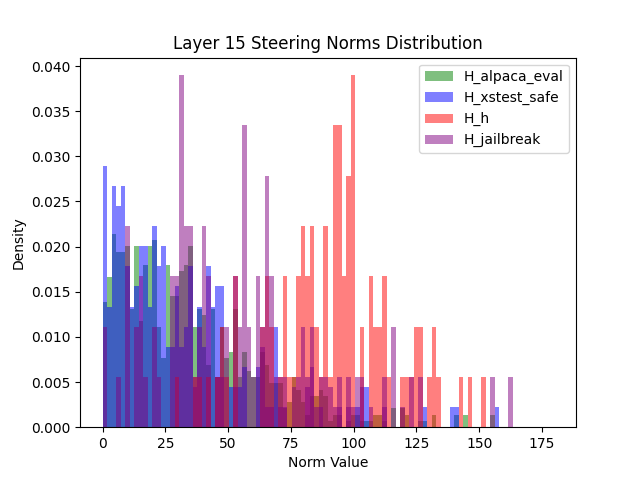 Layer 15 Steering Norms Distribution
H_alpaca_eval
H_xstest_safe
H_h
H_jailbreak
Density
0.040
0.035
0.030
0.025
0.020
0.015
0.010
0.005
0.000
0 25 50 75 100 125 150 175
Norm Value